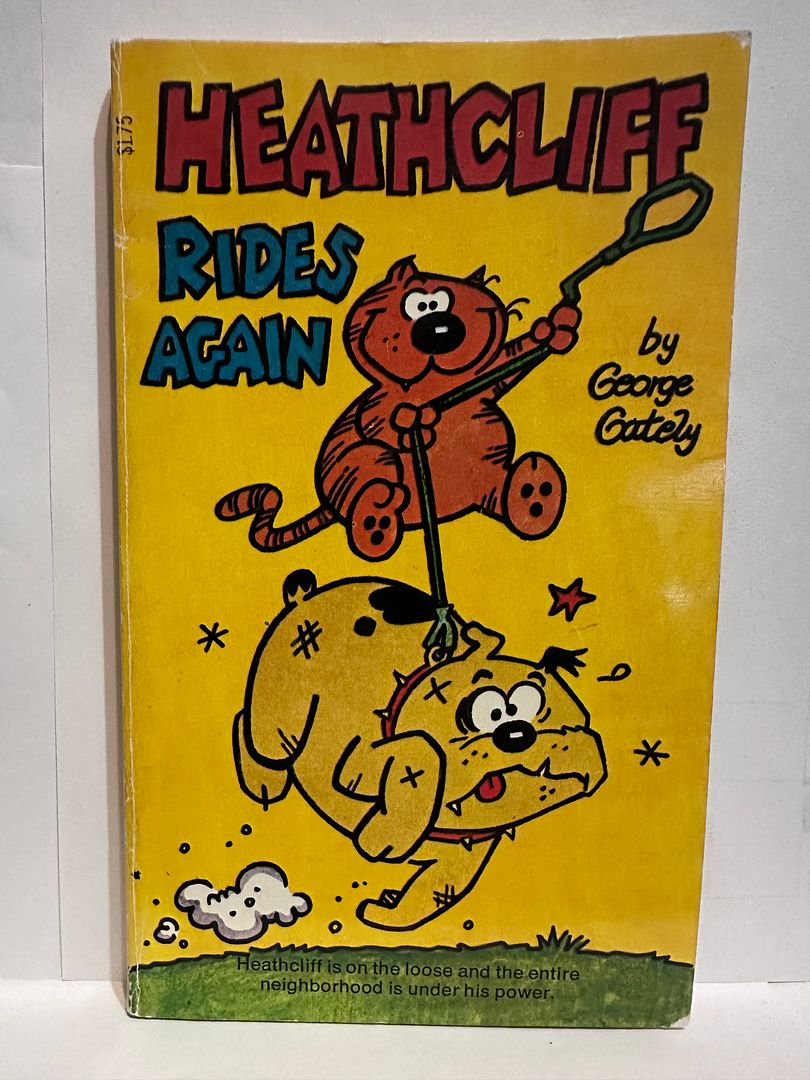 $1.75
HEATHCLIFF
RIDES
AGAIN
by
George
Gately
Heathcliff is on the loose and the entire
neighborhood is under his power.